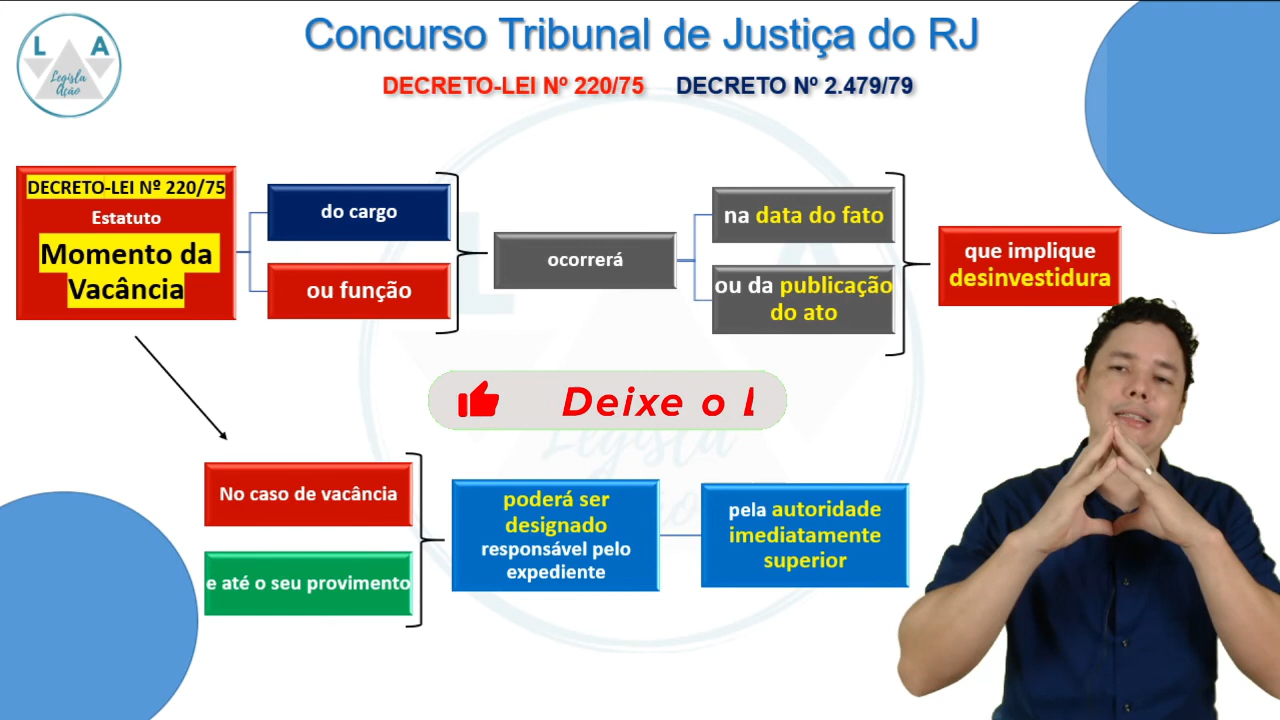 L A
Legisla
Ação
Concurso Tribunal de Justiça do RJ
DECRETO-LEI Nº 220/75 DECRETO Nº 2.479/79
DECRETO-LEI Nº 220/75
Estatuto
Momento da
Vacância
do cargo
ou função
ocorrerá
na data do fato
ou da publicação
do ato
que implique
desinvestidura
Deixe o l
No caso de vacância
e até o seu provimento
poderá ser
designado
responsável pelo
expediente
pela autoridade
imediatamente
superior
L
Legisla